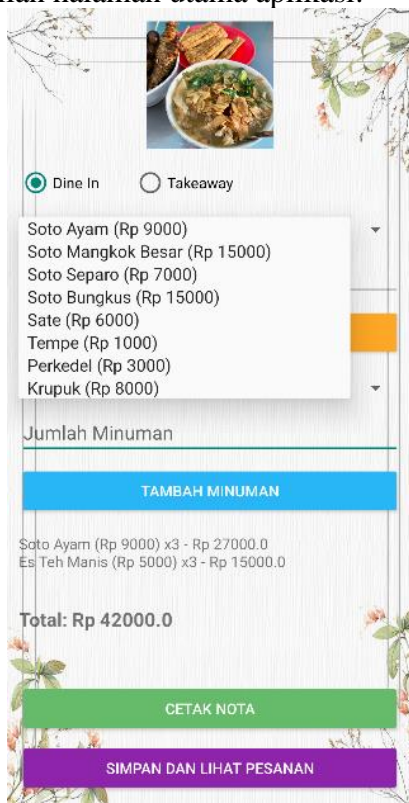 Dine In
Takeaway
Soto Ayam (Rp 9000)
Soto Mangkok Besar (Rp 15000)
Soto Separo (Rp 7000)
Soto Bungkus (Rp 15000)
Sate (Rp 6000)
Tempe (Rp 1000)
Perkedel (Rp 3000)
Krupuk (Rp 8000)
Jumlah Minuman
TAMBAH MINUMAN
Soto Ayam (Rp 9000) x3 - Rp 27000.0
Es Teh Manis (Rp 5000) x3 - Rp 15000.0
Total: Rp 42000.0
CETAK NOTA
SIMPAN DAN LIHAT PESANAN